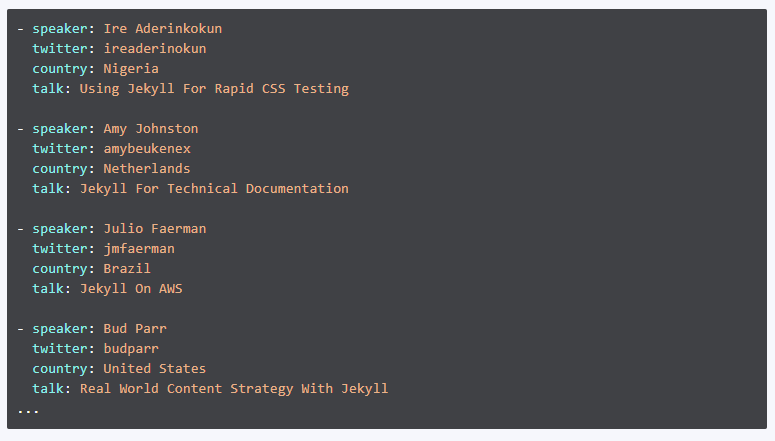 - speaker: Ire Aderinkokun
twitter: ireaderinokun
country: Nigeria
talk: Using Jekyll For Rapid CSS Testing
- speaker: Amy Johnston
twitter: amybeukenex
country: Netherlands
talk: Jekyll For Technical Documentation
- speaker: Julio Faerman
twitter: jmfaerman
country: Brazil
talk: Jekyll On AWS
- speaker: Bud Parr
twitter: budparr
country: United States
talk: Real World Content Strategy With Jekyll
...